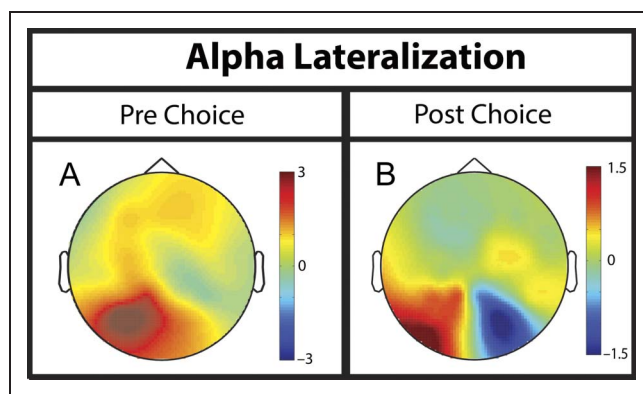 Alpha Lateralization
Pre Choice
Post Choice
A
3
0
−3
B
1.5
0
−1.5